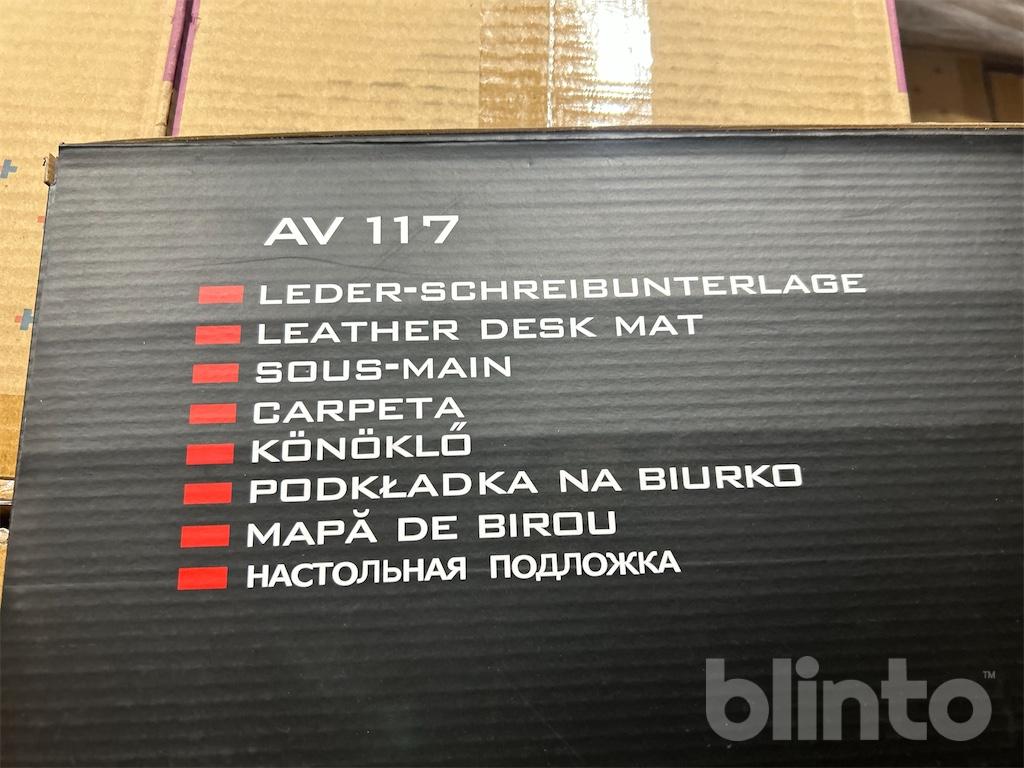 AV 117
LEDER-SCHREIBUNTERLAGE
LEATHER DESK MAT
SOUS-MAIN
CARPETA
KÖNÖKLŐ
PODKŁADKA NA BIURKO
MAPĂ DE BIROU
НАСТОЛЬНАЯ ПОДЛОЖКА
blinto™